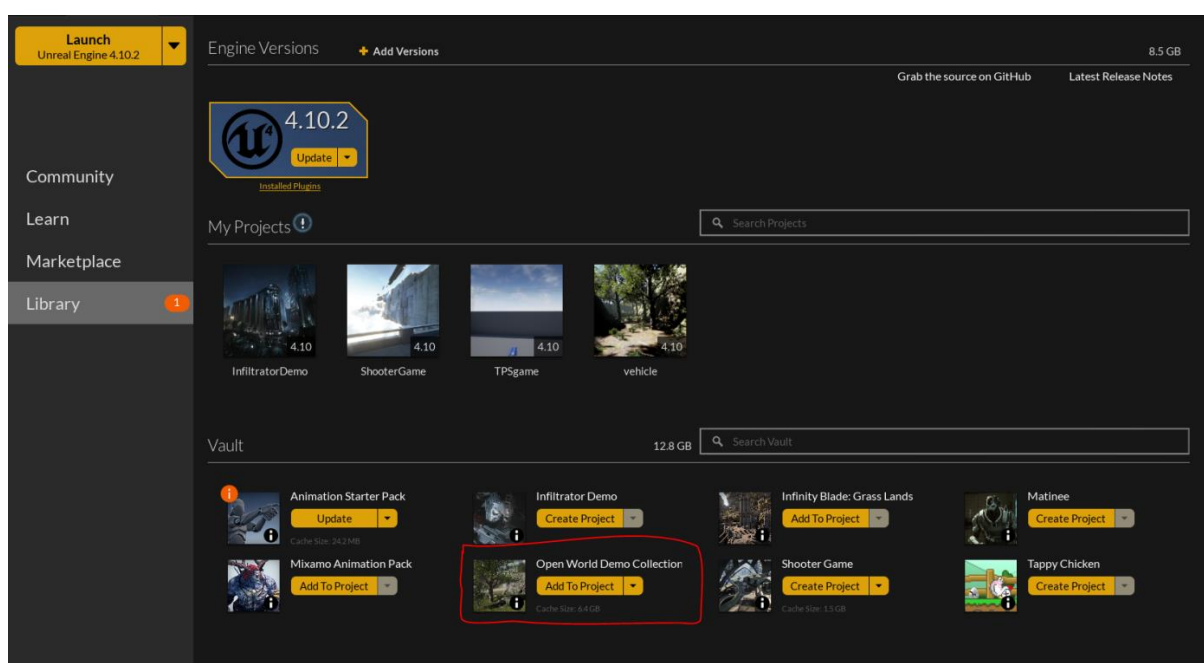 Launch
Unreal Engine 4.10.2
Engine Versions
Add Versions
8.5 GB
Grab the source on GitHub
Latest Release Notes
4.10.2
Update
Installed Plugins
Community
Learn
Marketplace
Library
1
My Projects
Search Projects
4.10
4.10
4.10
4.10
InfiltratorDemo
ShooterGame
TPSgame
vehicle
Vault
12.8 GB
Search Vault
Animation Starter Pack
Update
Cache Size: 24.2 MB
Infiltrator Demo
Create Project
Infinity Blade: Grass Lands
Add To Project
Matinee
Create Project
Mixamo Animation Pack
Add To Project
Open World Demo Collection
Add To Project
Cache Size: 6.4 GB
Shooter Game
Create Project
Cache Size: 1.5 GB
Tappy Chicken
Create Project